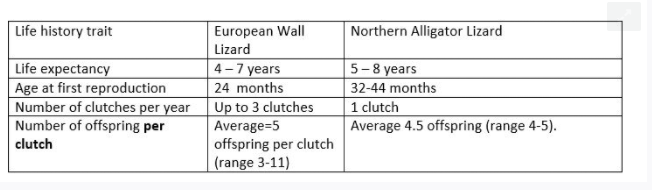 Life history trait European Wall Lizard Northern Alligator Lizard
Life expectancy 4 – 7 years 5 – 8 years
Age at first reproduction 24 months 32-44 months
Number of clutches per year Up to 3 clutches 1 clutch
Number of offspring per clutch Average=5 offspring per clutch (range 3-11) Average 4.5 offspring (range 4-5).